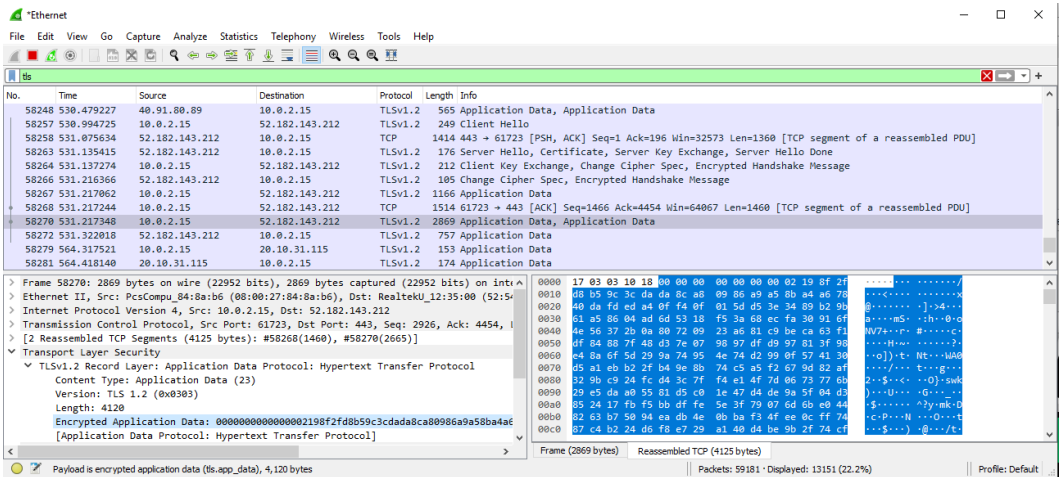 *Ethernet
File Edit View Go Capture Analyze Statistics Telephony Wireless Tools Help
tls
No. Time Source Destination Protocol Length Info
58248 530.479227 40.91.80.89 10.0.2.15 TLSv1.2 565 Application Data, Application Data
58257 530.994725 10.0.2.15 52.182.143.212 TLSv1.2 249 Client Hello
58258 531.075634 52.182.143.212 10.0.2.15 TCP 1414 443 → 61723 [PSH, ACK] Seq=1 Ack=196 Win=32573 Len=1360 [TCP segment of a reassembled PDU]
58263 531.135415 52.182.143.212 10.0.2.15 TLSv1.2 176 Server Hello, Certificate, Server Key Exchange, Server Hello Done
58264 531.137274 10.0.2.15 52.182.143.212 TLSv1.2 212 Client Key Exchange, Change Cipher Spec, Encrypted Handshake Message
58266 531.216366 52.182.143.212 10.0.2.15 TLSv1.2 105 Change Cipher Spec, Encrypted Handshake Message
58267 531.217062 10.0.2.15 52.182.143.212 TLSv1.2 1166 Application Data
58268 531.217244 10.0.2.15 52.182.143.212 TCP 1514 61723 → 443 [ACK] Seq=1466 Ack=4454 Win=64067 Len=1460 [TCP segment of a reassembled PDU]
58270 531.217348 10.0.2.15 52.182.143.212 TLSv1.2 2869 Application Data, Application Data
58272 531.322018 52.182.143.212 10.0.2.15 TLSv1.2 757 Application Data
58279 564.317521 10.0.2.15 20.10.31.115 TLSv1.2 153 Application Data
58281 564.418140 20.10.31.115 10.0.2.15 TLSv1.2 174 Application Data
Frame 58270: 2869 bytes on wire (22952 bits), 2869 bytes captured (22952 bits) on inte
Ethernet II, Src: PcsCompu_84:8a:b6 (08:00:27:84:8a:b6), Dst: RealtekU_12:35:00 (52:54
Internet Protocol Version 4, Src: 10.0.2.15, Dst: 52.182.143.212
Transmission Control Protocol, Src Port: 61723, Dst Port: 443, Seq: 2926, Ack: 4454, L
[2 Reassembled TCP Segments (4125 bytes): #58268(1460), #58270(2665)]
Transport Layer Security
TLSv1.2 Record Layer: Application Data Protocol: Hypertext Transfer Protocol
Content Type: Application Data (23)
Version: TLS 1.2 (0x0303)
Length: 4120
Encrypted Application Data: 0000000000000002198f2fd8b59c3cdada8ca80986a9a58ba4a6
[Application Data Protocol: Hypertext Transfer Protocol]
0000 17 03 03 10 18 00 00 00 00 00 00 00 02 19 8f 2f
0010 d8 b5 9c 3c da da 8c a8 09 86 a9 a5 8b a4 a6 78
0020 40 da fd ed a4 0f f4 0f 01 5d d5 3e 34 89 02 9b
0030 61 a5 86 04 ad 6d 53 18 f5 3a 68 ec fa 30 91 6f
0040 4e 56 37 2b 0a 80 72 09 23 a6 81 c9 be ca 63 f1
0050 df 84 88 7f 48 d3 7e 07 98 97 df d9 97 81 3f 98
0060 e4 8a 6f 5d 29 9a 74 95 4e 74 d2 99 0f 57 41 30
0070 d5 a1 eb b2 2f b4 9e 8b 74 c5 a5 f2 67 9d 82 af
0080 32 9b c9 24 fc d4 3c 7f f4 e1 4f 7d 06 73 77 6b
0090 29 e5 da a0 55 81 d5 c0 1e 47 d4 de 9a 5f 04 d3
00a0 85 24 17 fb f5 bb df fe 5e 3f 79 07 6d 6b e0 44
00b0 82 63 b7 50 94 ea db 4e 0b ba f3 4f ee 0c ff 74
00c0 87 c4 b2 24 d6 f8 e7 29 a1 40 d4 be 9b 2f 74 cf
Frame (2869 bytes) Reassembled TCP (4125 bytes)
Payload is encrypted application data (tls.app_data), 4,120 bytes
Packets: 59181 · Displayed: 13151 (22.2%)
Profile: Default